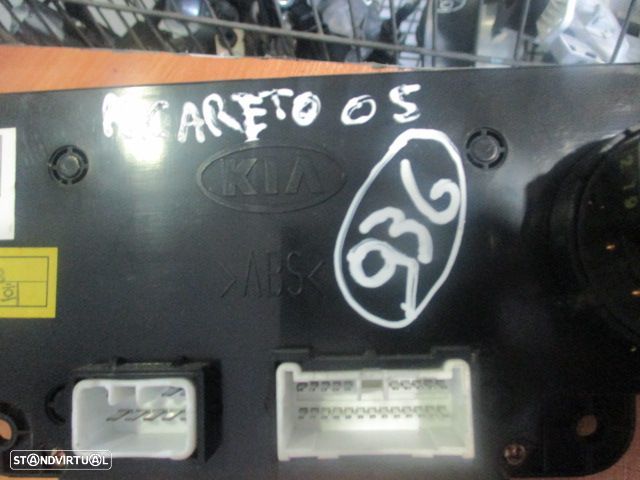 PICARETO 05
KIA
936
>ABS<
STANDVIRTUAL